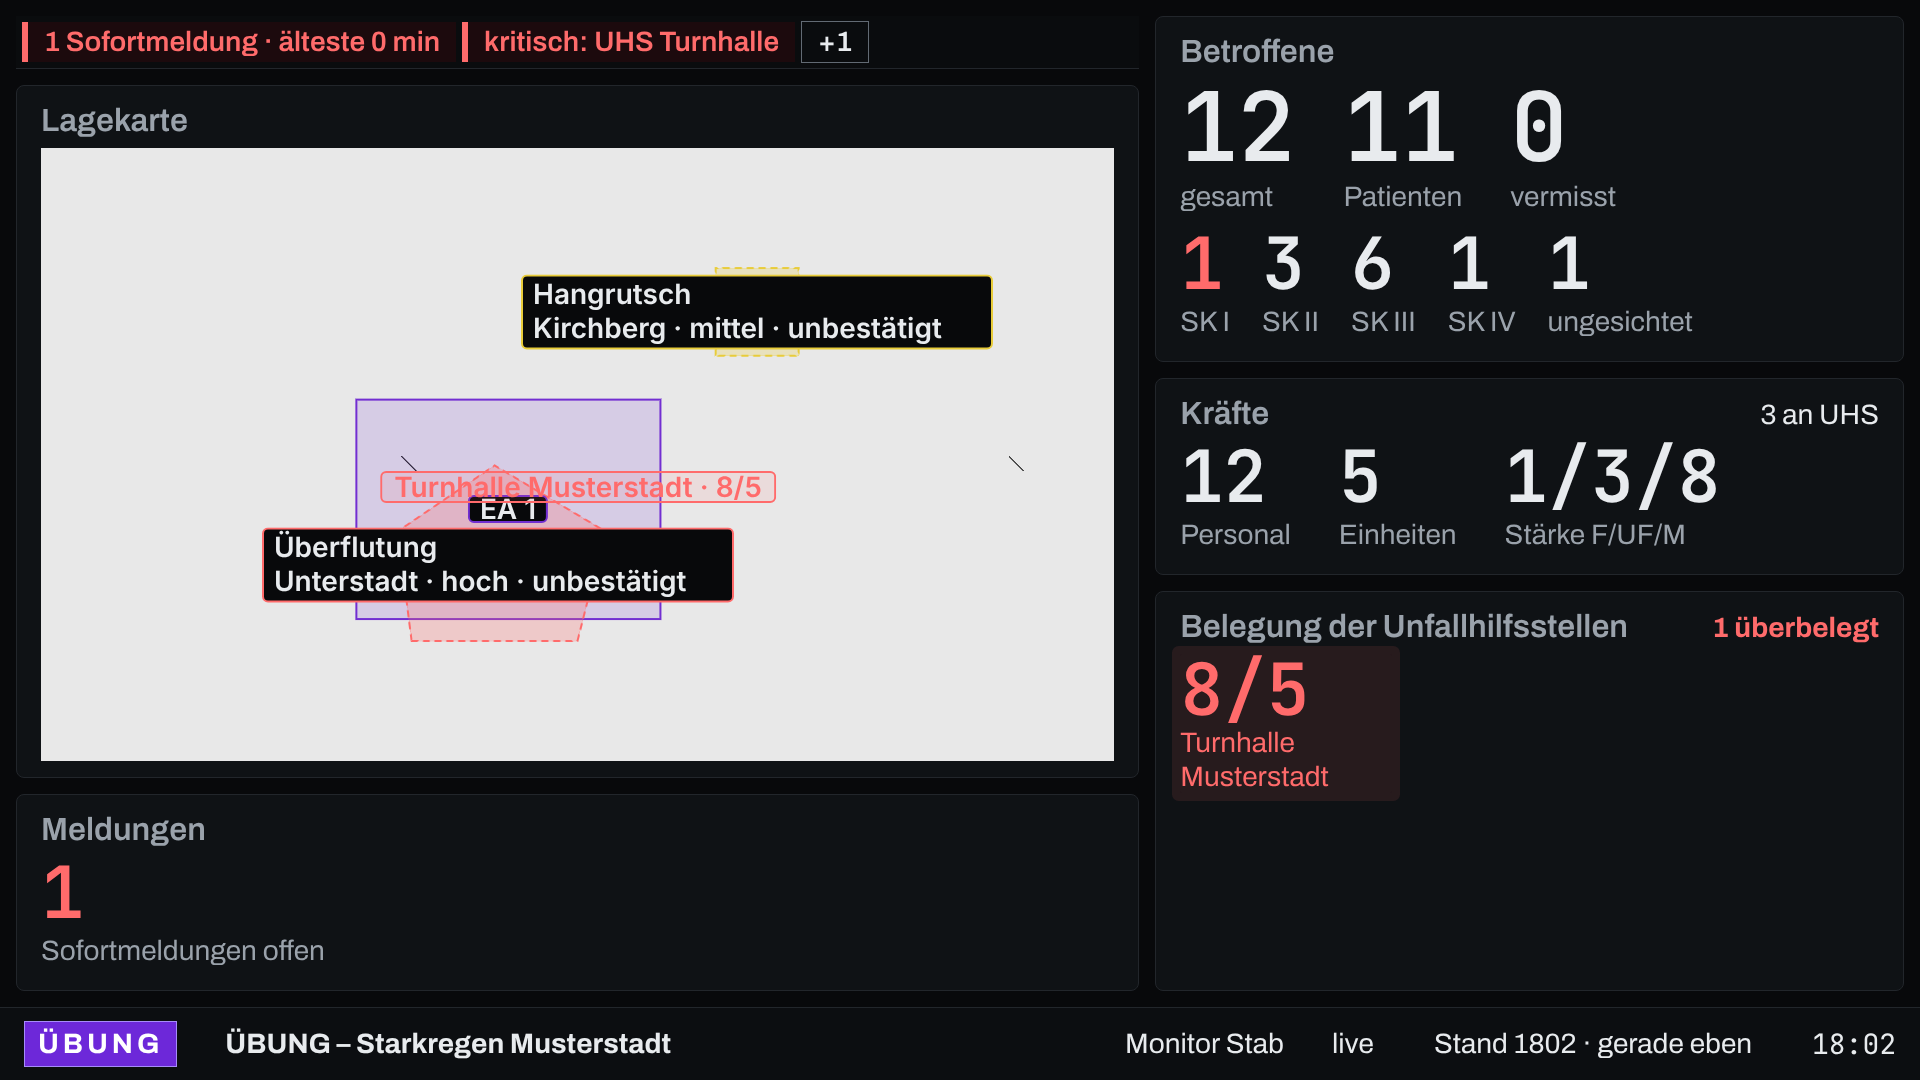 1 Sofortmeldung · älteste 0 min
kritisch: UHS Turnhalle
+1
Lagekarte
Hangrutsch
Kirchberg · mittel · unbestätigt
Turnhalle Musterstadt · 8/5
EA 1
Überflutung
Unterstadt · hoch · unbestätigt
Meldungen
1
Sofortmeldungen offen
Betroffene
12 11 0
gesamt Patienten vermisst
1 3 6 1 1
SK I SK II SK III SK IV ungesichtet
Kräfte 3 an UHS
12 5 1/3/8
Personal Einheiten Stärke F/UF/M
Belegung der Unfallhilfsstellen 1 überbelegt
8/5
Turnhalle
Musterstadt
ÜBUNG ÜBUNG – Starkregen Musterstadt Monitor Stab live Stand 1802 · gerade eben 18:02